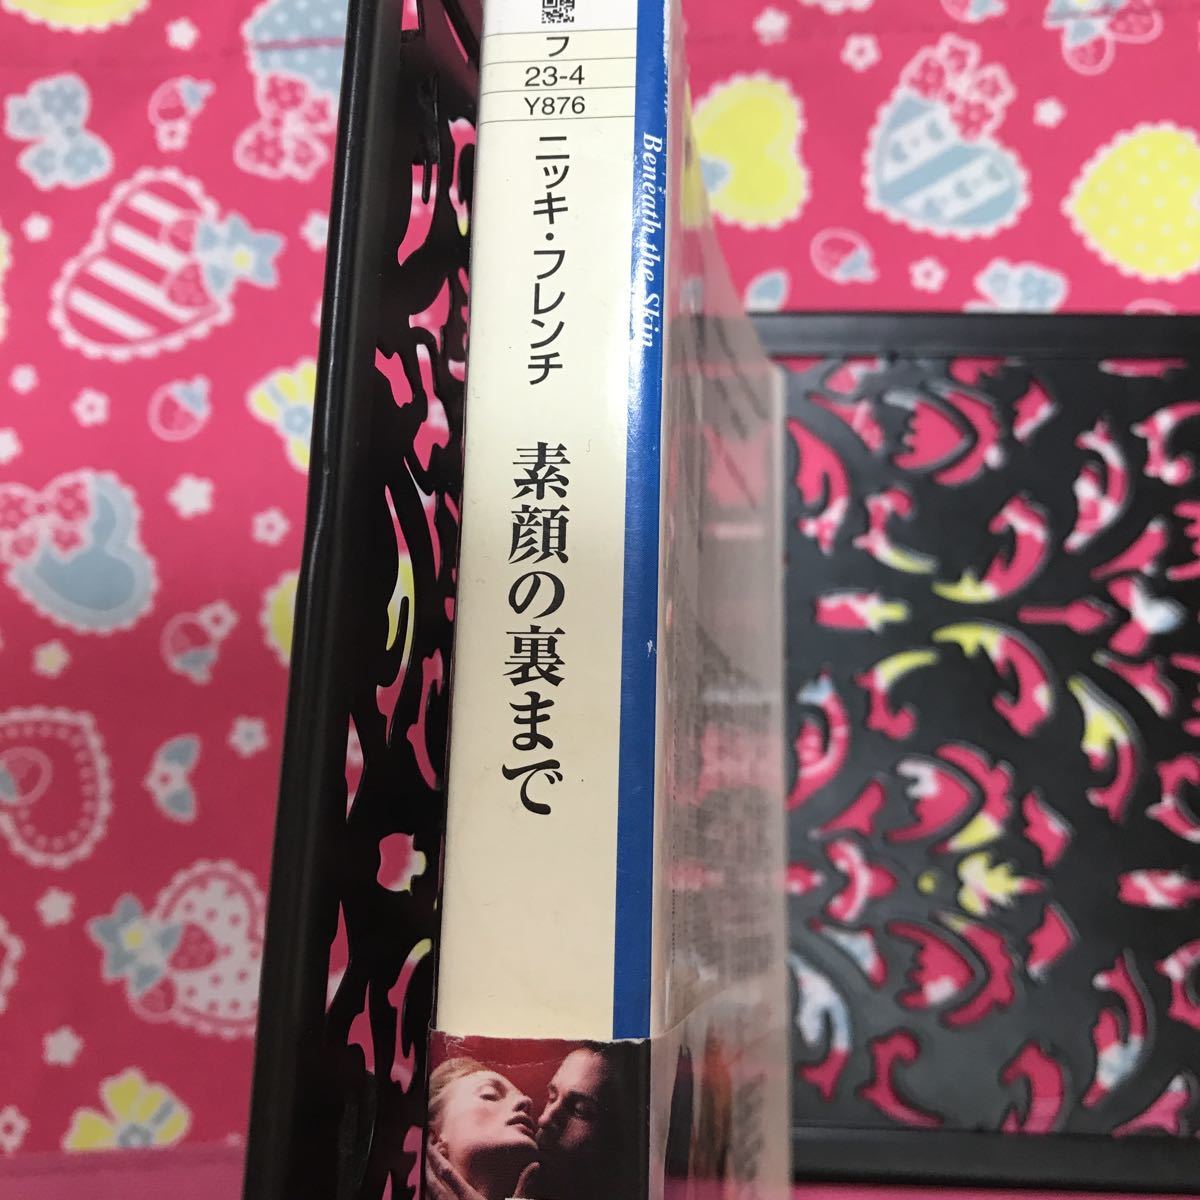 フ
23-4
Y876
ニッキ・フレンチ
素顔の裏まで
Beneath the Skin